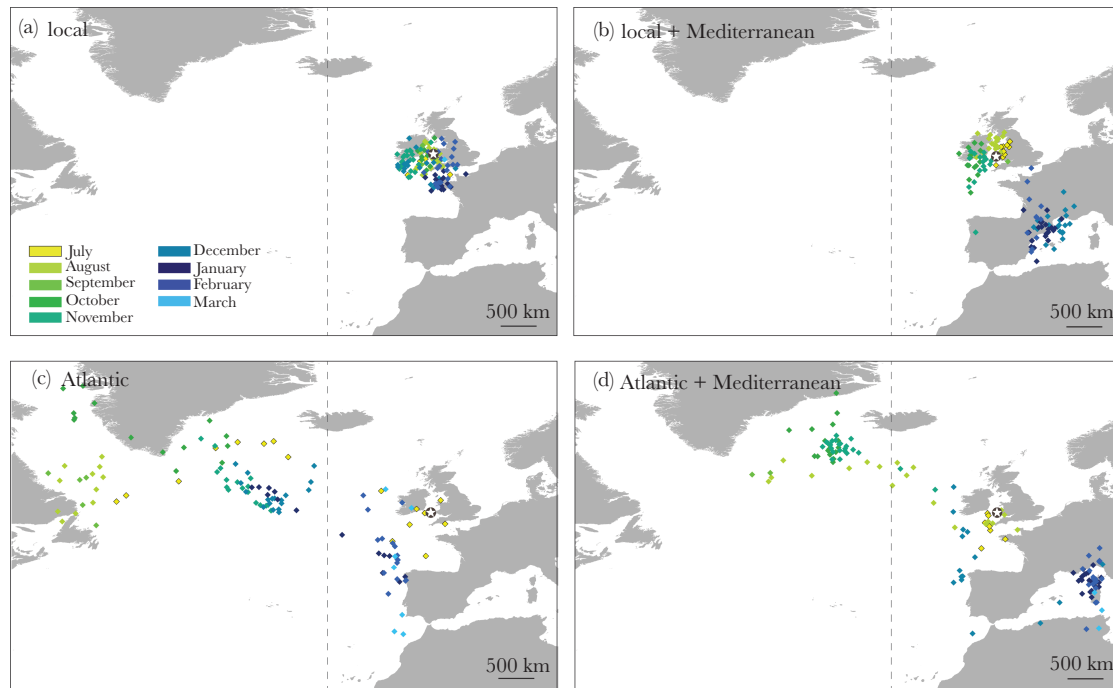 (a) local
(b) local + Mediterranean
July
August
September
October
November
December
January
February
March
500 km
500 km
(c) Atlantic
(d) Atlantic + Mediterranean
500 km
500 km